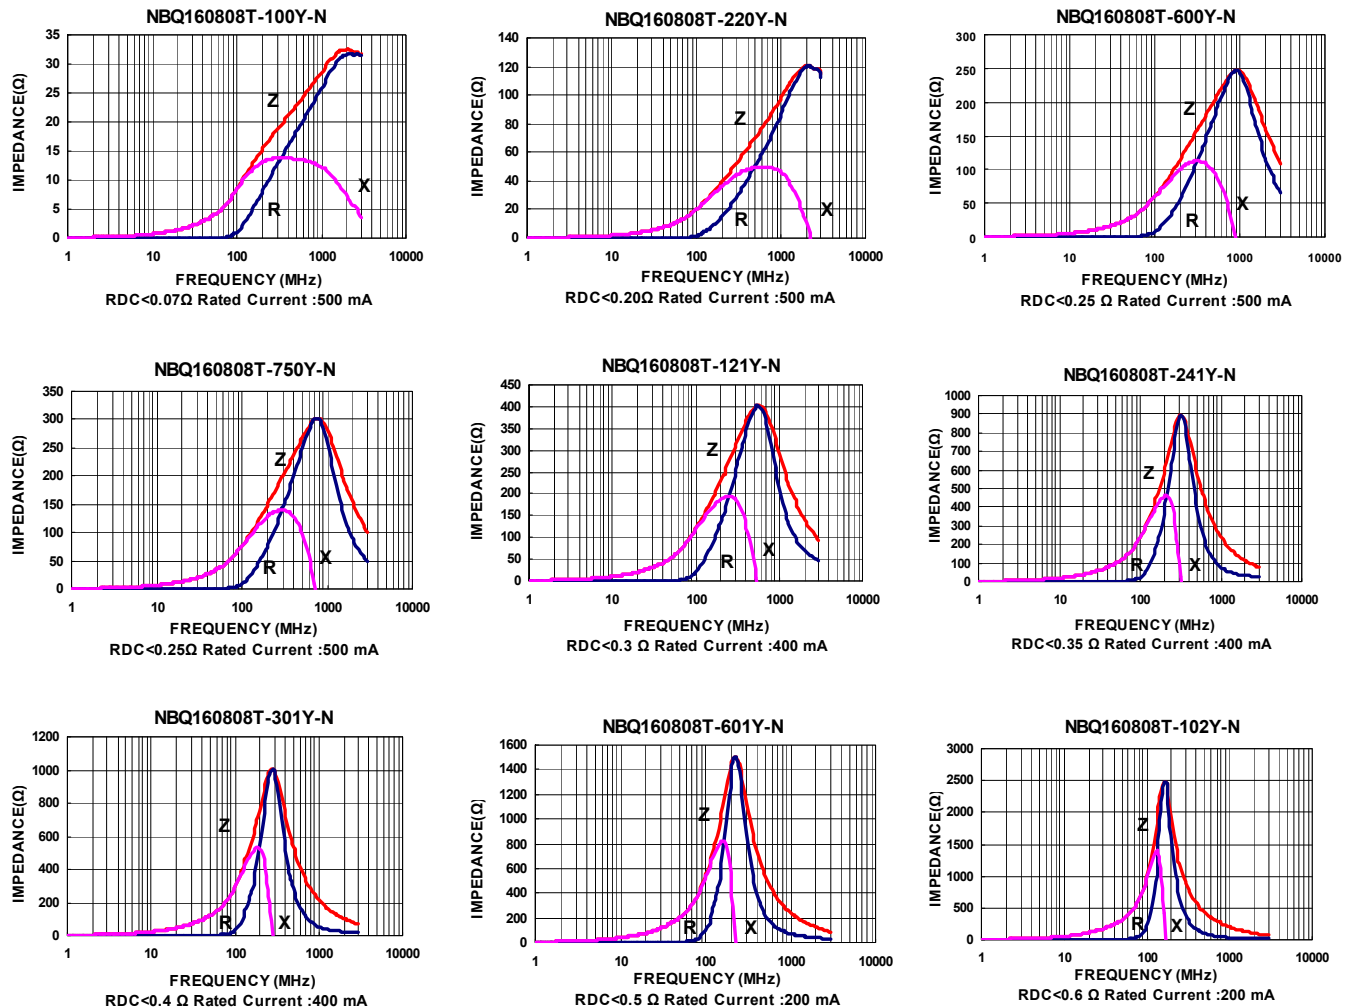 NBQ160808T-100Y-N
35
30
25
20
15
10
5
0
IMPEDANCE(Ω)
Z
R
X
1 10 100 1000 10000
FREQUENCY (MHz)
RDC<0.07Ω Rated Current :500 mA
NBQ160808T-220Y-N
140
120
100
80
60
40
20
0
IMPEDANCE(Ω)
Z
R
X
1 10 100 1000 10000
FREQUENCY (MHz)
RDC<0.20Ω Rated Current :500 mA
NBQ160808T-600Y-N
300
250
200
150
100
50
0
IMPEDANCE(Ω)
Z
R
X
1 10 100 1000 10000
FREQUENCY (MHz)
RDC<0.25 Ω Rated Current :500 mA
NBQ160808T-750Y-N
350
300
250
200
150
100
50
0
IMPEDANCE(Ω)
Z
R
X
1 10 100 1000 10000
FREQUENCY (MHz)
RDC<0.25Ω Rated Current :500 mA
NBQ160808T-121Y-N
450
400
350
300
250
200
150
100
50
0
IMPEDANCE(Ω)
Z
R
X
1 10 100 1000 10000
FREQUENCY (MHz)
RDC<0.3 Ω Rated Current :400 mA
NBQ160808T-241Y-N
1000
900
800
700
600
500
400
300
200
100
0
IMPEDANCE(Ω)
Z
R
X
1 10 100 1000 10000
FREQUENCY (MHz)
RDC<0.35 Ω Rated Current :400 mA
NBQ160808T-301Y-N
1200
1000
800
600
400
200
0
IMPEDANCE(Ω)
Z
R
X
1 10 100 1000 10000
FREQUENCY (MHz)
RDC<0.4 Ω Rated Current :400 mA
NBQ160808T-601Y-N
1600
1400
1200
1000
800
600
400
200
0
IMPEDANCE(Ω)
Z
R
X
1 10 100 1000 10000
FREQUENCY (MHz)
RDC<0.5 Ω Rated Current :200 mA
NBQ160808T-102Y-N
3000
2500
2000
1500
1000
500
0
IMPEDANCE(Ω)
Z
R
X
1 10 100 1000 10000
FREQUENCY (MHz)
RDC<0.6 Ω Rated Current :200 mA